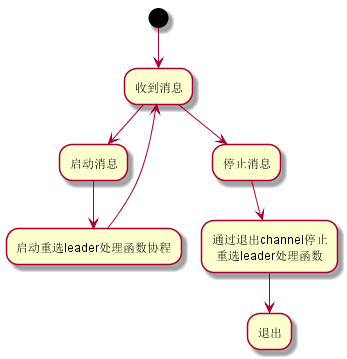 收到消息
启动消息
停止消息
启动重选leader处理函数协程
通过退出channel停止
重选leader处理函数
退出